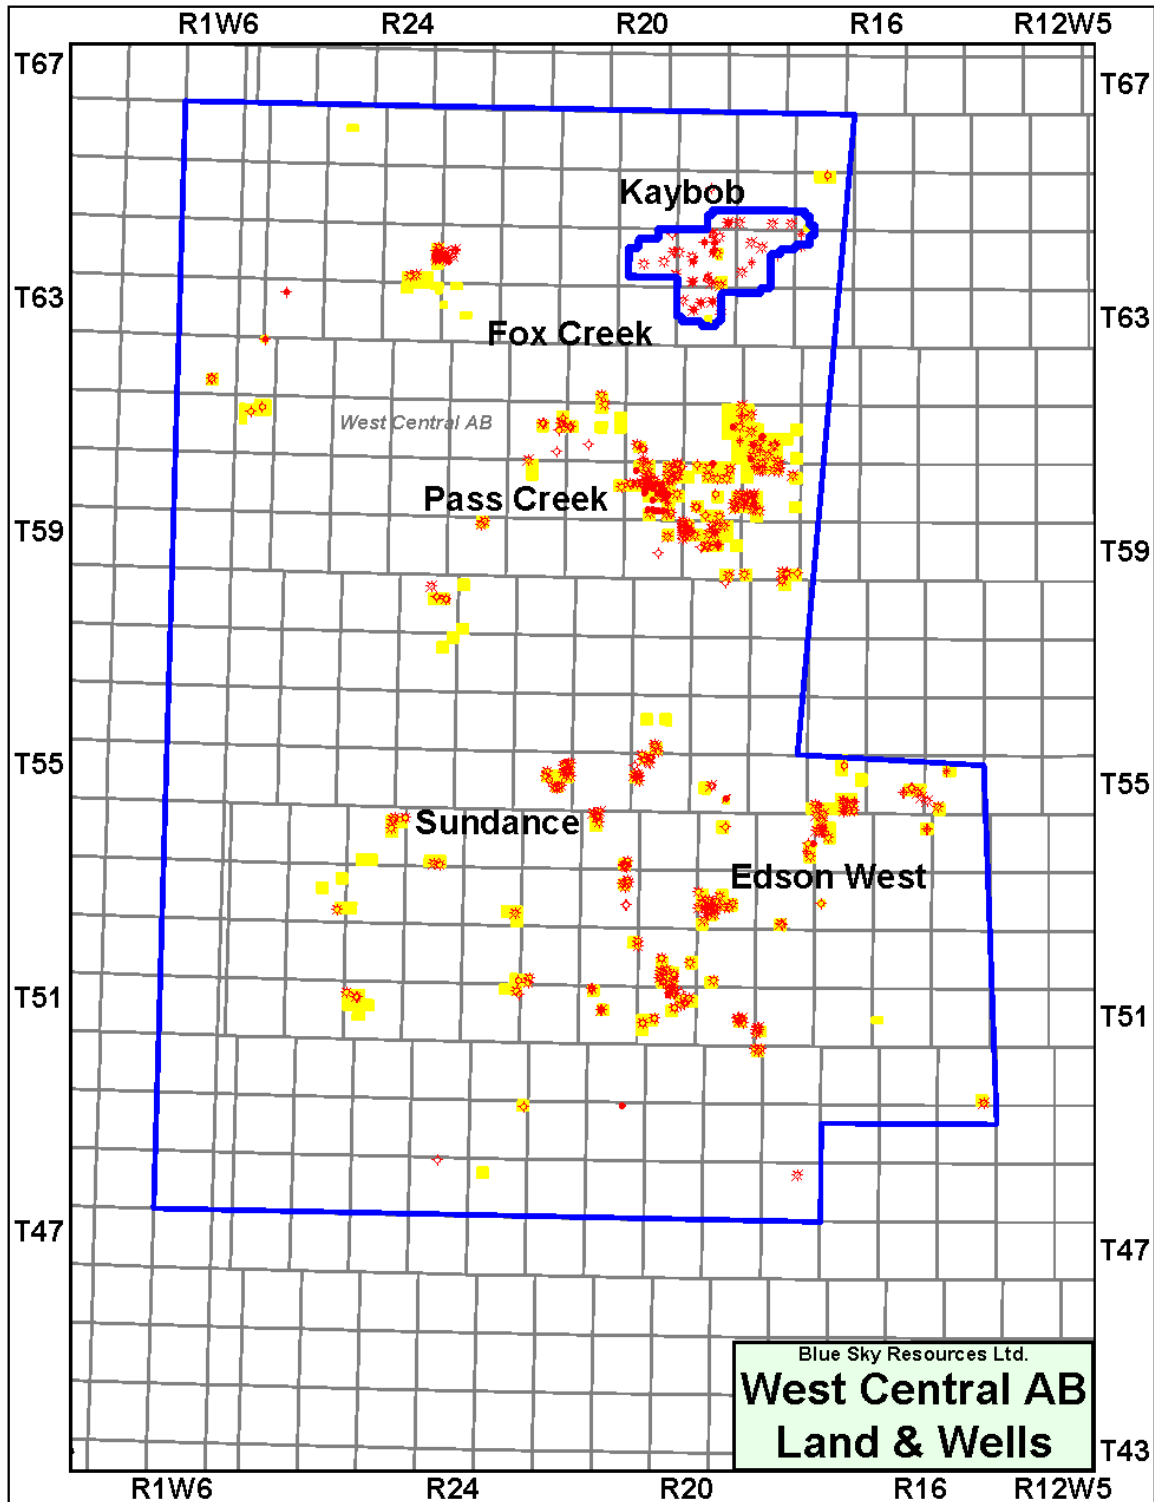 R1W6 R24 R20 R16 R12W5
T67
T67
Kaybob
T63
T63
Fox Creek
West Central AB
Pass Creek
T59
T59
T55
T55
Sundance
Edson West
T51
T51
T47
T47
Blue Sky Resources Ltd.
West Central AB
Land & Wells
T43
R1W6 R24 R20 R16 R12W5